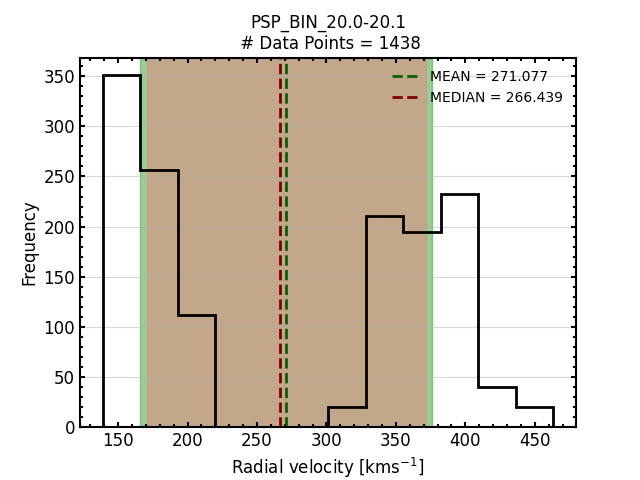 PSP_BIN_20.0-20.1
# Data Points = 1438
MEAN = 271.077
MEDIAN = 266.439
Frequency
350
300
250
200
150
100
50
0
150 200 250 300 350 400 450
Radial velocity [kms⁻¹]